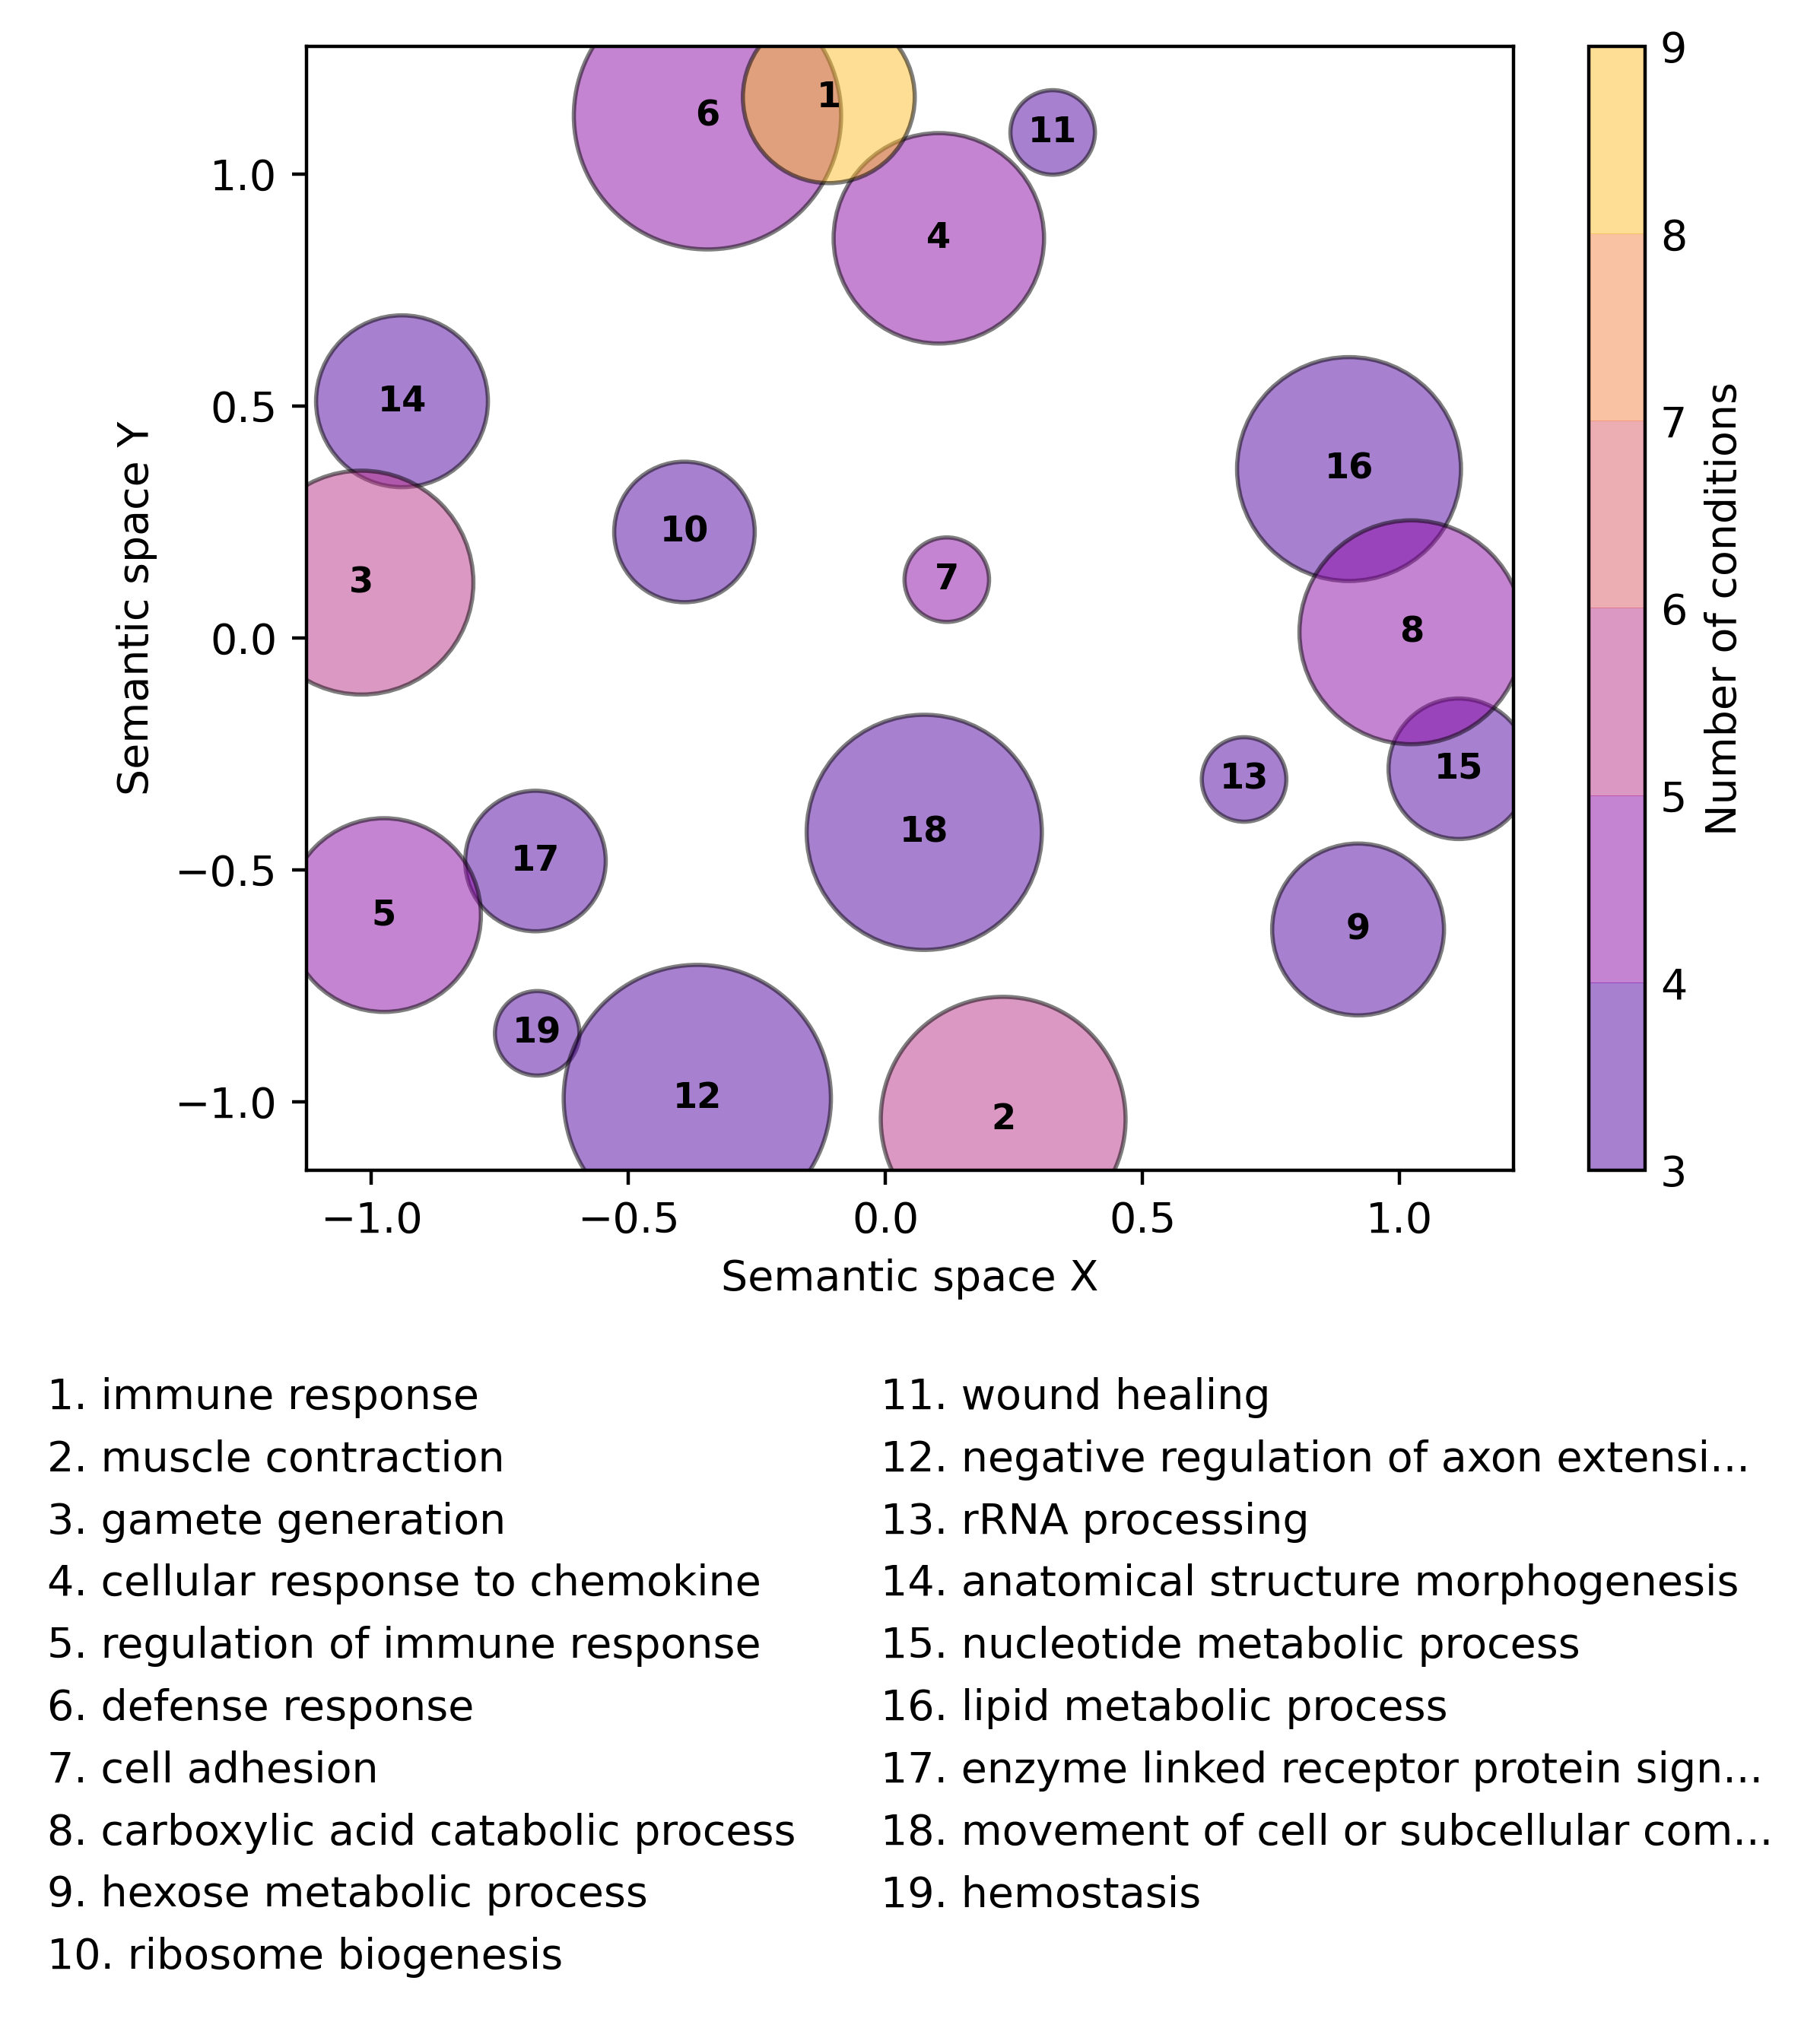 9
6
1
11
1.0
8
4
0.5
14
7
16
10
3
7
6
0.0
8
Number of conditions
Semantic space Y
13
15
5
18
−0.5
17
5
9
4
19
12
2
−1.0
3
−1.0
−0.5
0.0
0.5
1.0
Semantic space X
1. immune response
2. muscle contraction
3. gamete generation
4. cellular response to chemokine
5. regulation of immune response
6. defense response
7. cell adhesion
8. carboxylic acid catabolic process
9. hexose metabolic process
10. ribosome biogenesis
11. wound healing
12. negative regulation of axon extensi...
13. rRNA processing
14. anatomical structure morphogenesis
15. nucleotide metabolic process
16. lipid metabolic process
17. enzyme linked receptor protein sign...
18. movement of cell or subcellular com...
19. hemostasis